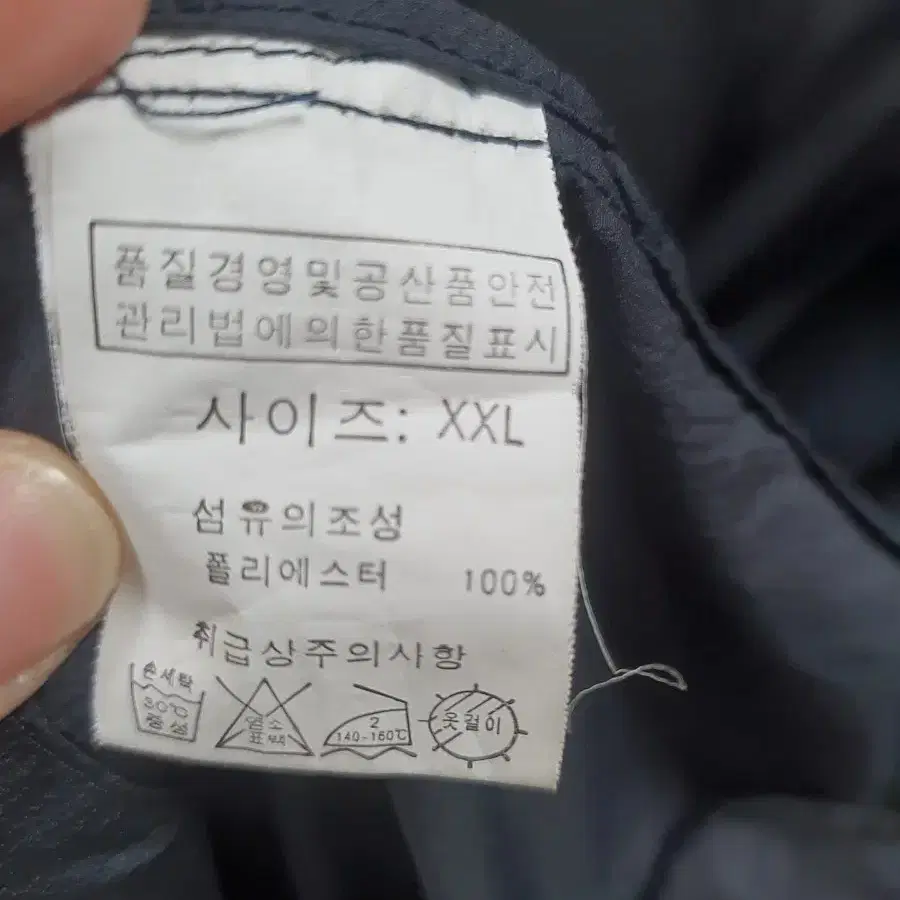 품질경영및공산품안전
관리법에의한품질표시
사이즈: XXL
섬유의조성
폴리에스터 100%
취급상주의사항
손세탁
30℃
중성
염소
표백
2
140-160℃
옷걸이